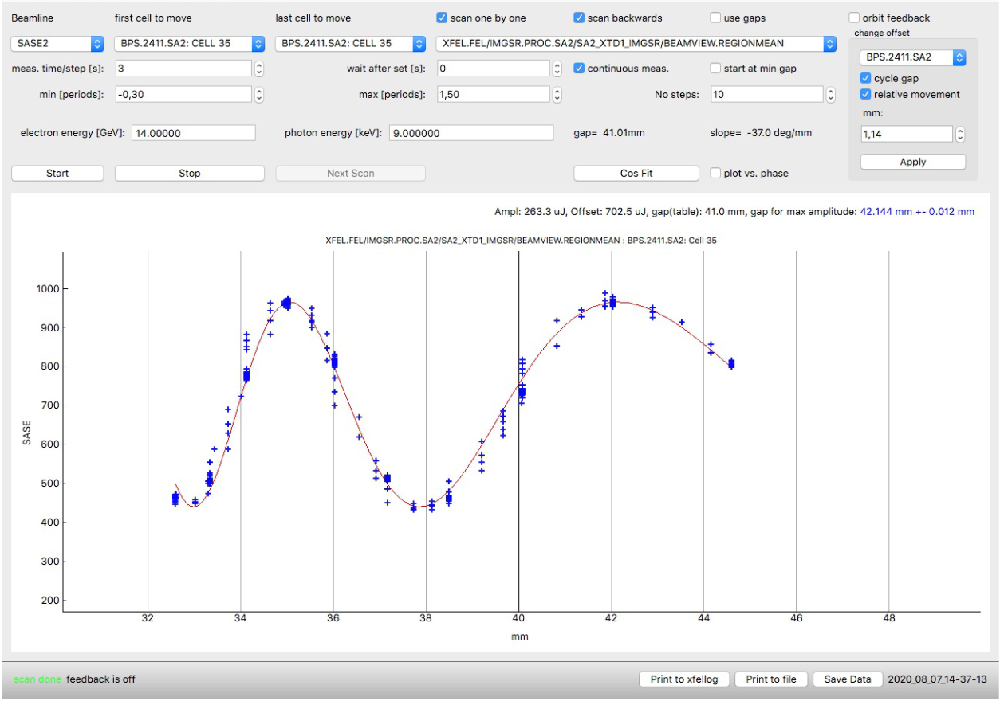 Beamline first cell to move last cell to move scan one by one scan backwards use gaps orbit feedback
change offset
SASE2 BPS.2411.SA2: CELL 35 BPS.2411.SA2: CELL 35 XFEL.FEL/IMGSR.PROC.SA2/SA2_XTD1_IMGSR/BEAMVIEW.REGIONMEAN
BPS.2411.SA2
meas. time/step [s]: 3 wait after set [s]: 0 continuous meas. start at min gap
cycle gap
min [periods]: -0,30 max [periods]: 1,50 No steps: 10
relative movement
mm:
electron energy [GeV]: 14.00000 photon energy [keV]: 9.000000 gap= 41.01mm slope= -37.0 deg/mm
1,14
Apply
Start Stop Next Scan Cos Fit plot vs. phase
Ampl: 263.3 uJ, Offset: 702.5 uJ, gap(table): 41.0 mm, gap for max amplitude: 42.144 mm +- 0.012 mm
XFEL.FEL/IMGSR.PROC.SA2/SA2_XTD1_IMGSR/BEAMVIEW.REGIONMEAN : BPS.2411.SA2: Cell 35
1000
900
800
700
600
500
400
300
200
SASE
32 34 36 38 40 42 44 46 48
mm
scan done feedback is off Print to xfellog Print to file Save Data 2020_08_07_14-37-13